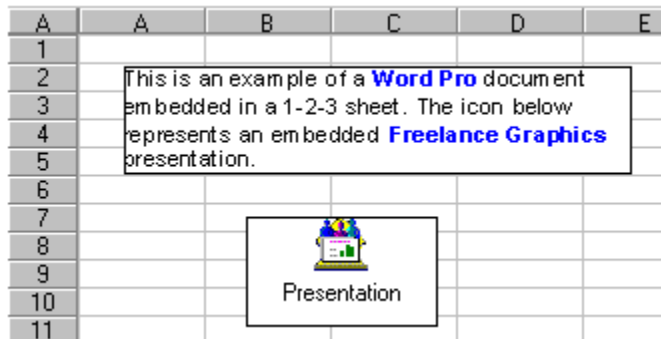 A A B C D E
1
2 This is an example of a Word Pro document
3 embedded in a 1-2-3 sheet. The icon below
4 represents an embedded Freelance Graphics
5 presentation.
6
7
8
9
10 Presentation
11